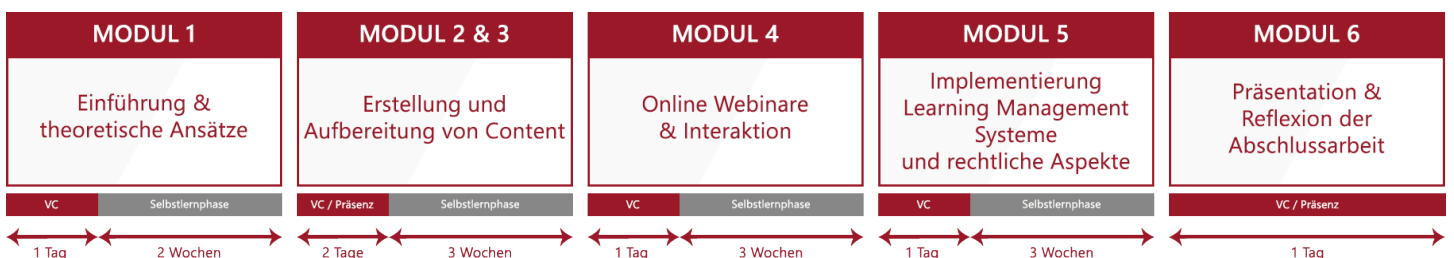 MODUL 1
Einführung &
theoretische Ansätze
VC
Selbstlernphase
1 Tag
2 Wochen
MODUL 2 & 3
Erstellung und
Aufbereitung von Content
VC / Präsenz
Selbstlernphase
2 Tage
3 Wochen
MODUL 4
Online Webinare
& Interaktion
VC
Selbstlernphase
1 Tag
3 Wochen
MODUL 5
Implementierung
Learning Management
Systeme
und rechtliche Aspekte
VC
Selbstlernphase
1 Tag
3 Wochen
MODUL 6
Präsentation &
Reflexion der
Abschlussarbeit
VC / Präsenz
1 Tag